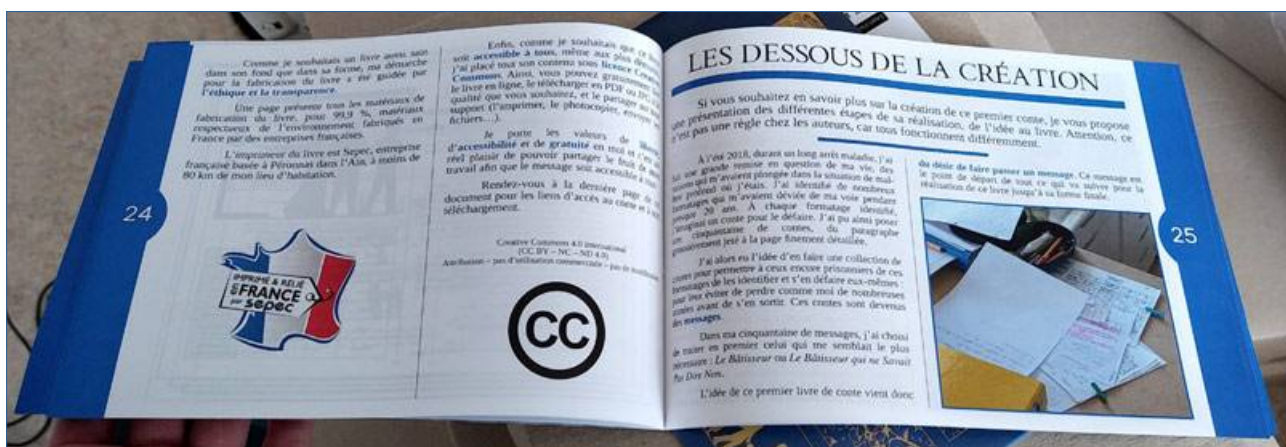 Comme je souhaitais un livre aussi sain
dans son fond que dans sa forme, ma démarche
pour la fabrication du livre a été guidée par
l'éthique et la transparence.
Une page présente tous les matériaux de
fabrication du livre, pour 99,9 %, matériaux
respectueux de l'environnement fabriqués en
France par des entreprises françaises.
L'imprimeur du livre est Sepec, entreprise
française basée à Péronnas dans l'Ain, à moins de
80 km de mon lieu d'habitation.
24
IMPRIMÉ & RELIÉ
EN FRANCE
par sepec
Enfin, comme je souhaitais que ce
soit accessible à tous, même aux plus
j'ai placé tout son contenu sous licence
Commons. Ainsi, vous pouvez gratuitement
le livre en ligne, le télécharger en PDF ou
qualité que vous souhaitez, et le partager
support (l'imprimer, le photocopier, envoyer
fichiers…).
Je porte les valeurs de
d'accessibilité et de gratuité en moi et c'est
réel plaisir de pouvoir partager le fruit de
travail afin que le message soit accessible à
Rendez-vous à la dernière page de
document pour les liens d'accès au conte et
téléchargement.
Creative Commons 4.0 International
(CC BY – NC – ND 4.0)
Attribution – pas d'utilisation commerciale – pas de
CC
LES DESSOUS DE LA CRÉATION
Si vous souhaitez en savoir plus sur la création de ce premier conte, je vous propose
une présentation des différentes étapes de sa réalisation, de l'idée au livre. Attention, ce
n'est pas une règle chez les auteurs, car tous fonctionnent différemment.
À l'été 2018, durant un long arrêt maladie, j'ai
une grande remise en question de ma vie, des
qui m'avaient plongée dans la situation de mal-
profond où j'étais. J'ai identifié de nombreux
formatages qui m'avaient déviée de ma voie pendant
presque 20 ans. À chaque formatage identifié,
j'imaginai un conte pour le défaire. J'ai pu ainsi poser
une cinquantaine de contes, du paragraphe
jeté à la page finement détaillée.
J'ai alors eu l'idée d'en faire une collection de
contes pour permettre à ceux encore prisonniers de ces
formatages de les identifier et s'en défaire eux-mêmes :
pour leur éviter de perdre comme moi de nombreuses
années avant de s'en sortir. Ces contes sont devenus
des messages.
Dans ma cinquantaine de messages, j'ai choisi
de traiter en premier celui qui me semblait le plus
nécessaire : Le Bâtisseur ou Le Bâtisseur qui ne Savait
Pas Dire Non.
L'idée de ce premier livre de conte vient donc
du désir de faire passer un message. Ce message est
le point de départ de tout ce qui va suivre pour la
réalisation de ce livre jusqu'à sa forme finale.
25